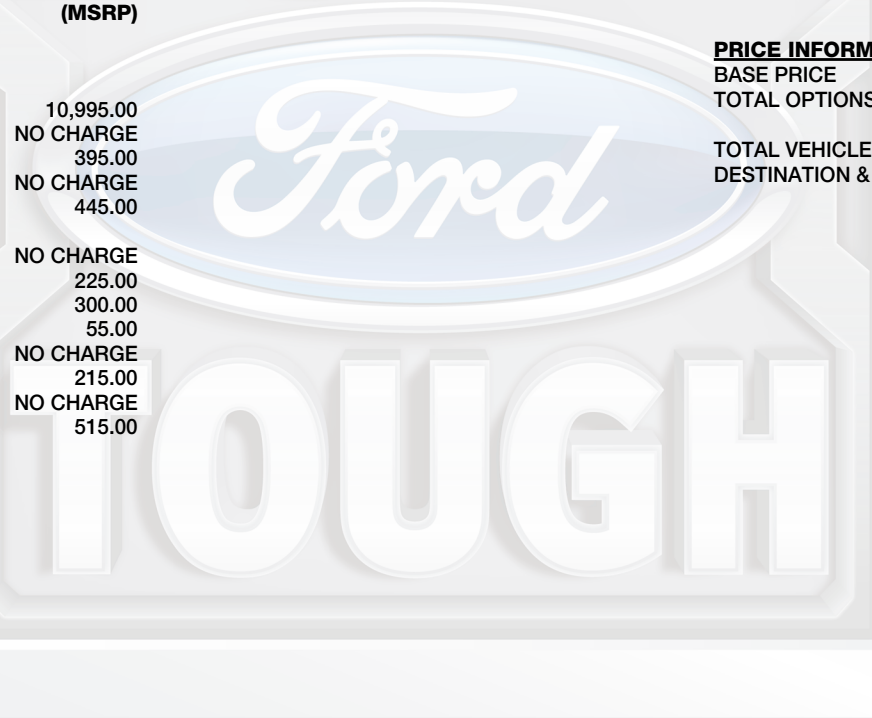 (MSRP)
10,995.00
NO CHARGE
395.00
NO CHARGE
445.00
NO CHARGE
225.00
300.00
55.00
NO CHARGE
215.00
NO CHARGE
515.00
PRICE INFORM
BASE PRICE
TOTAL OPTIONS
TOTAL VEHICLE
DESTINATION &
Ford
TOUGH